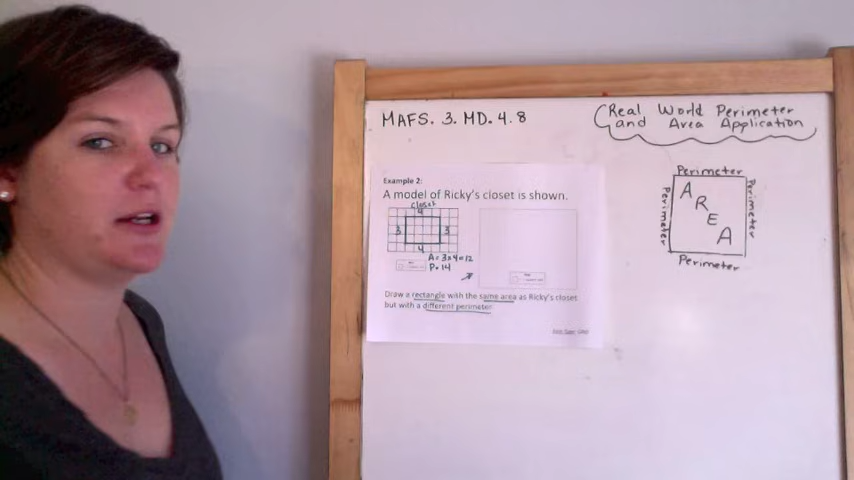 MAFS.3.MD.4.8
Real World Perimeter
and Area Application
Example 2:
A model of Ricky's closet is shown.
closet
4
3
3
4
A=3x4=12
P=14
Draw a rectangle with the same area as Ricky's closet
but with a different perimeter.
Perimeter
Perimeter
AREA
Perimeter
Perimeter